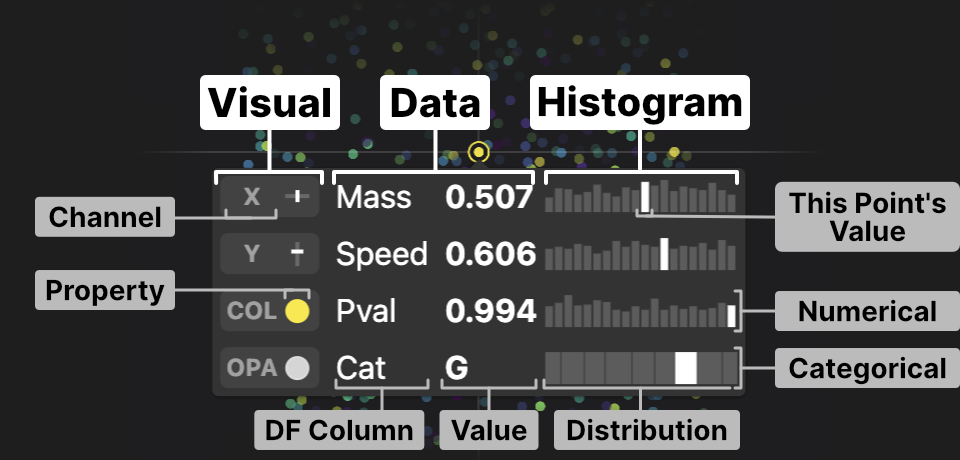 Visual Data Histogram
X Mass 0.507
Channel
This Point's
Value
Y Speed 0.606
Property
COL Pval 0.994
Numerical
OPA Cat G
Categorical
DF Column Value Distribution